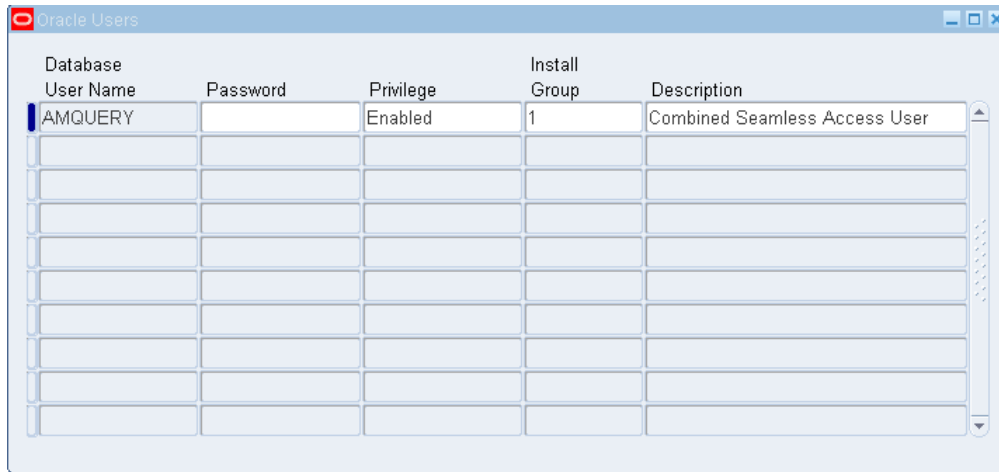 Oracle Users
Database Install
User Name Password Privilege Group Description
AMQUERY Enabled 1 Combined Seamless Access User